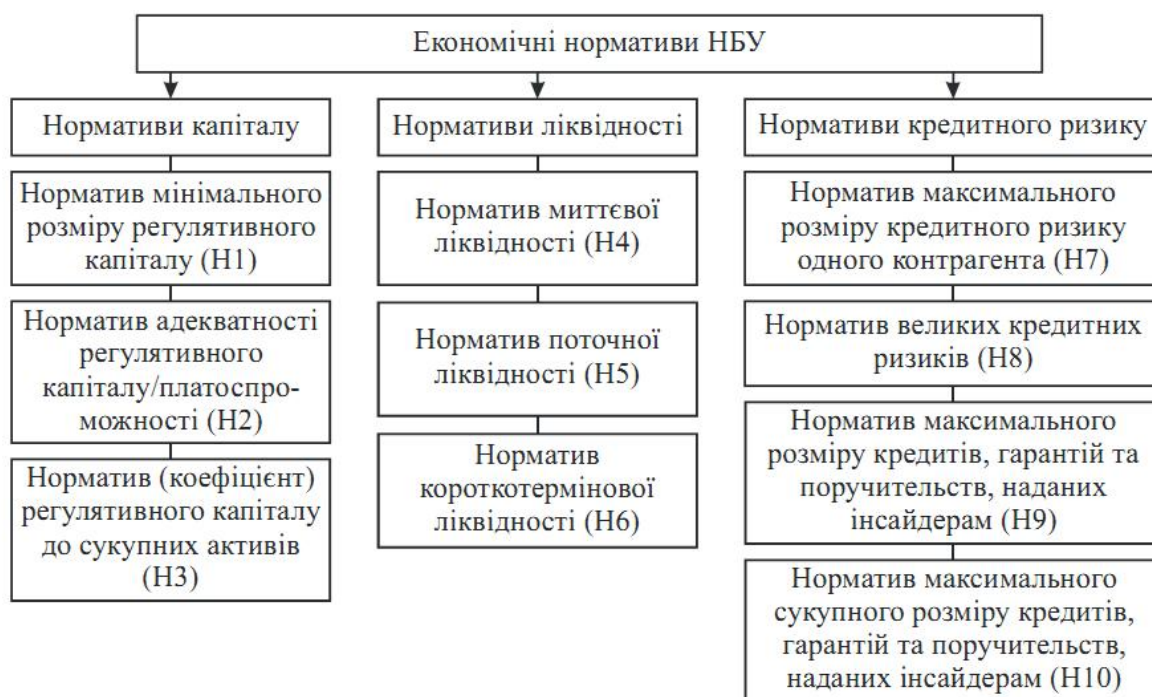 Економічні нормативи НБУ
Нормативи капіталу
Норматив мінімального
розміру регулятивного
капіталу (Н1)
Норматив адекватності
регулятивного
капіталу/платоспро-
можності (Н2)
Норматив (коефіцієнт)
регулятивного капіталу
до сукупних активів
(Н3)
Нормативи ліквідності
Норматив миттєвої
ліквідності (Н4)
Норматив поточної
ліквідності (Н5)
Норматив
короткотермінової
ліквідності (Н6)
Нормативи кредитного ризику
Норматив максимального
розміру кредитного ризику
одного контрагента (Н7)
Норматив великих кредитних
ризиків (Н8)
Норматив максимального
розміру кредитів, гарантій та
поручительств, наданих
інсайдерам (Н9)
Норматив максимального
сукупного розміру кредитів,
гарантій та поручительств,
наданих інсайдерам (Н10)